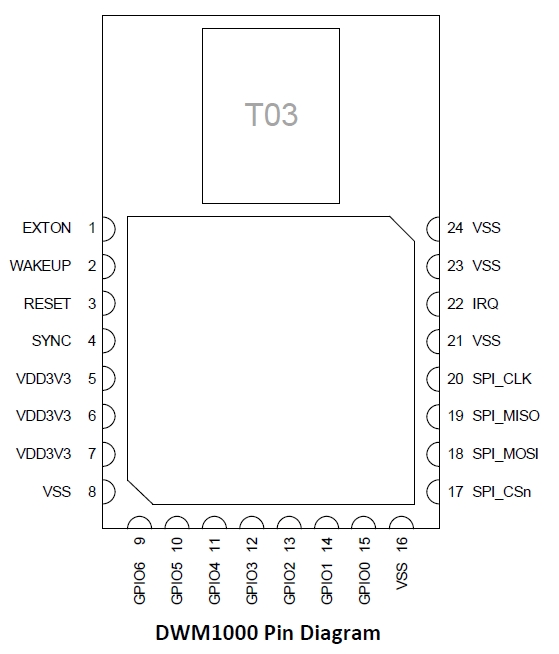 T03
EXTON 1
WAKEUP 2
RESET 3
SYNC 4
VDD3V3 5
VDD3V3 6
VDD3V3 7
VSS 8
24 VSS
23 VSS
22 IRQ
21 VSS
20 SPI_CLK
19 SPI_MISO
18 SPI_MOSI
17 SPI_CSn
GPIO6 9
GPIO5 10
GPIO4 11
GPIO3 12
GPIO2 13
GPIO1 14
GPIO0 15
VSS 16
DWM1000 Pin Diagram